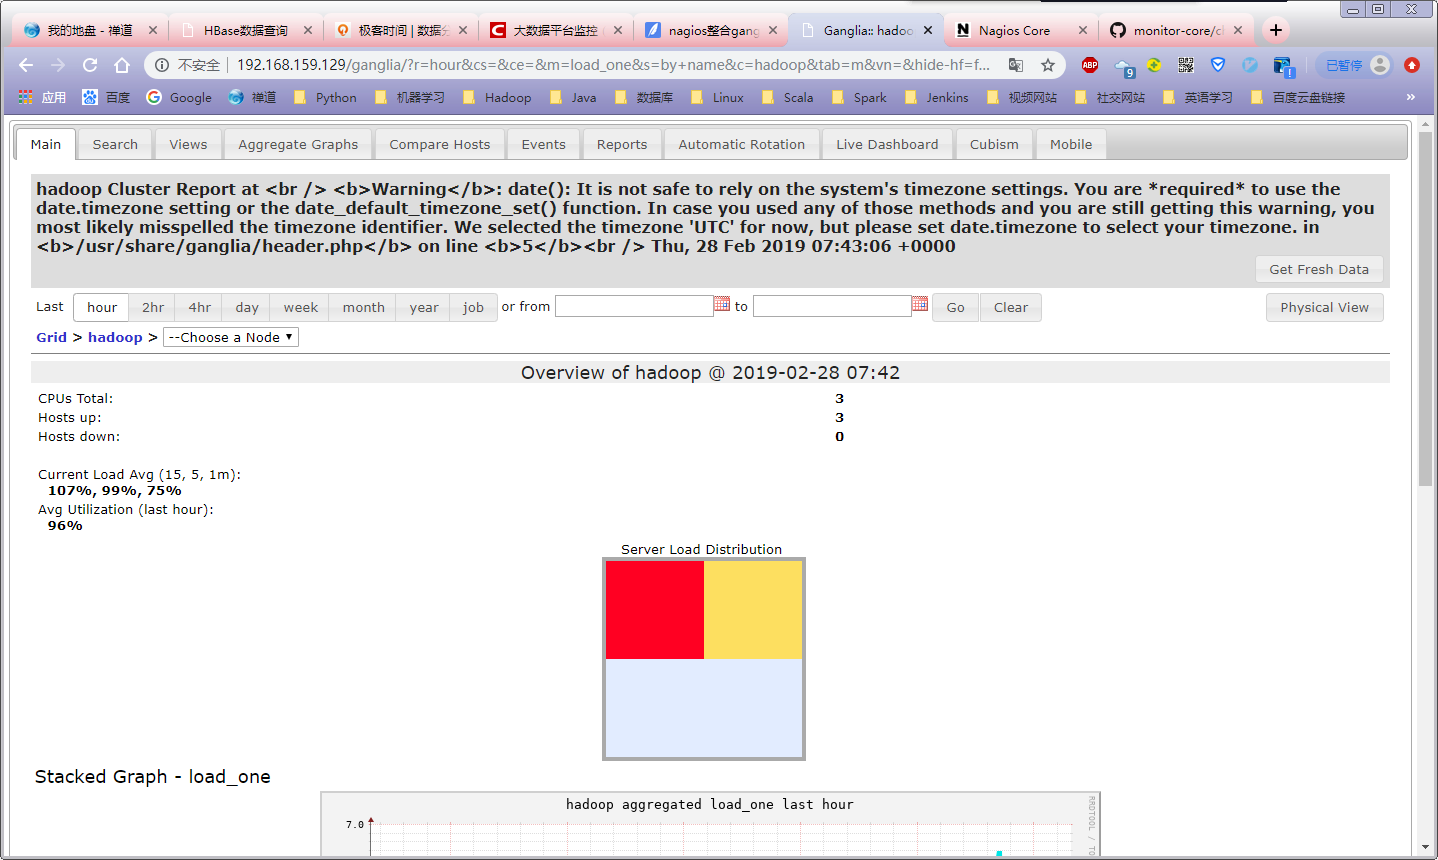 我的地盘 - 禅道
HBase数据查询
极客时间 | 数据分
大数据平台监控
nagios整合gang
Ganglia:: hadoo
Nagios Core
monitor-core/cl
不安全
192.168.159.129/ganglia/?r=hour&cs=&ce=&m=load_one&s=by+name&c=hadoop&tab=m&vn=&hide-hf=f...
ABP
9
已暂停
应用
百度
Google
禅道
Python
机器学习
Hadoop
Java
数据库
Linux
Scala
Spark
Jenkins
视频网站
社交网站
英语学习
百度云盘链接
»
Main
Search
Views
Aggregate Graphs
Compare Hosts
Events
Reports
Automatic Rotation
Live Dashboard
Cubism
Mobile
hadoop Cluster Report at <br /> <b>Warning</b>: date(): It is not safe to rely on the system's timezone settings. You are *required* to use the
date.timezone setting or the date_default_timezone_set() function. In case you used any of those methods and you are still getting this warning, you
most likely misspelled the timezone identifier. We selected the timezone 'UTC' for now, but please set date.timezone to select your timezone. in
<b>/usr/share/ganglia/header.php</b> on line <b>5</b><br /> Thu, 28 Feb 2019 07:43:06 +0000
Get Fresh Data
Last hour 2hr 4hr day week month year job or from to Go Clear
Physical View
Grid > hadoop > --Choose a Node
Overview of hadoop @ 2019-02-28 07:42
CPUs Total: 3
Hosts up: 3
Hosts down: 0
Current Load Avg (15, 5, 1m):
107%, 99%, 75%
Avg Utilization (last hour):
96%
Server Load Distribution
Stacked Graph - load_one
hadoop aggregated load_one last hour
7.0